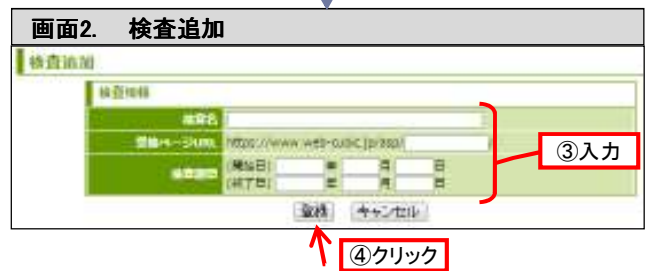 画面2. 検査追加
検査追加
検査情報
検査名
受検ページURL https://www.web-cubic.jp/asp/ /
検査期間 (開始日) 年 月 日
(終了日) 年 月 日
③入力
登録 キャンセル
④クリック